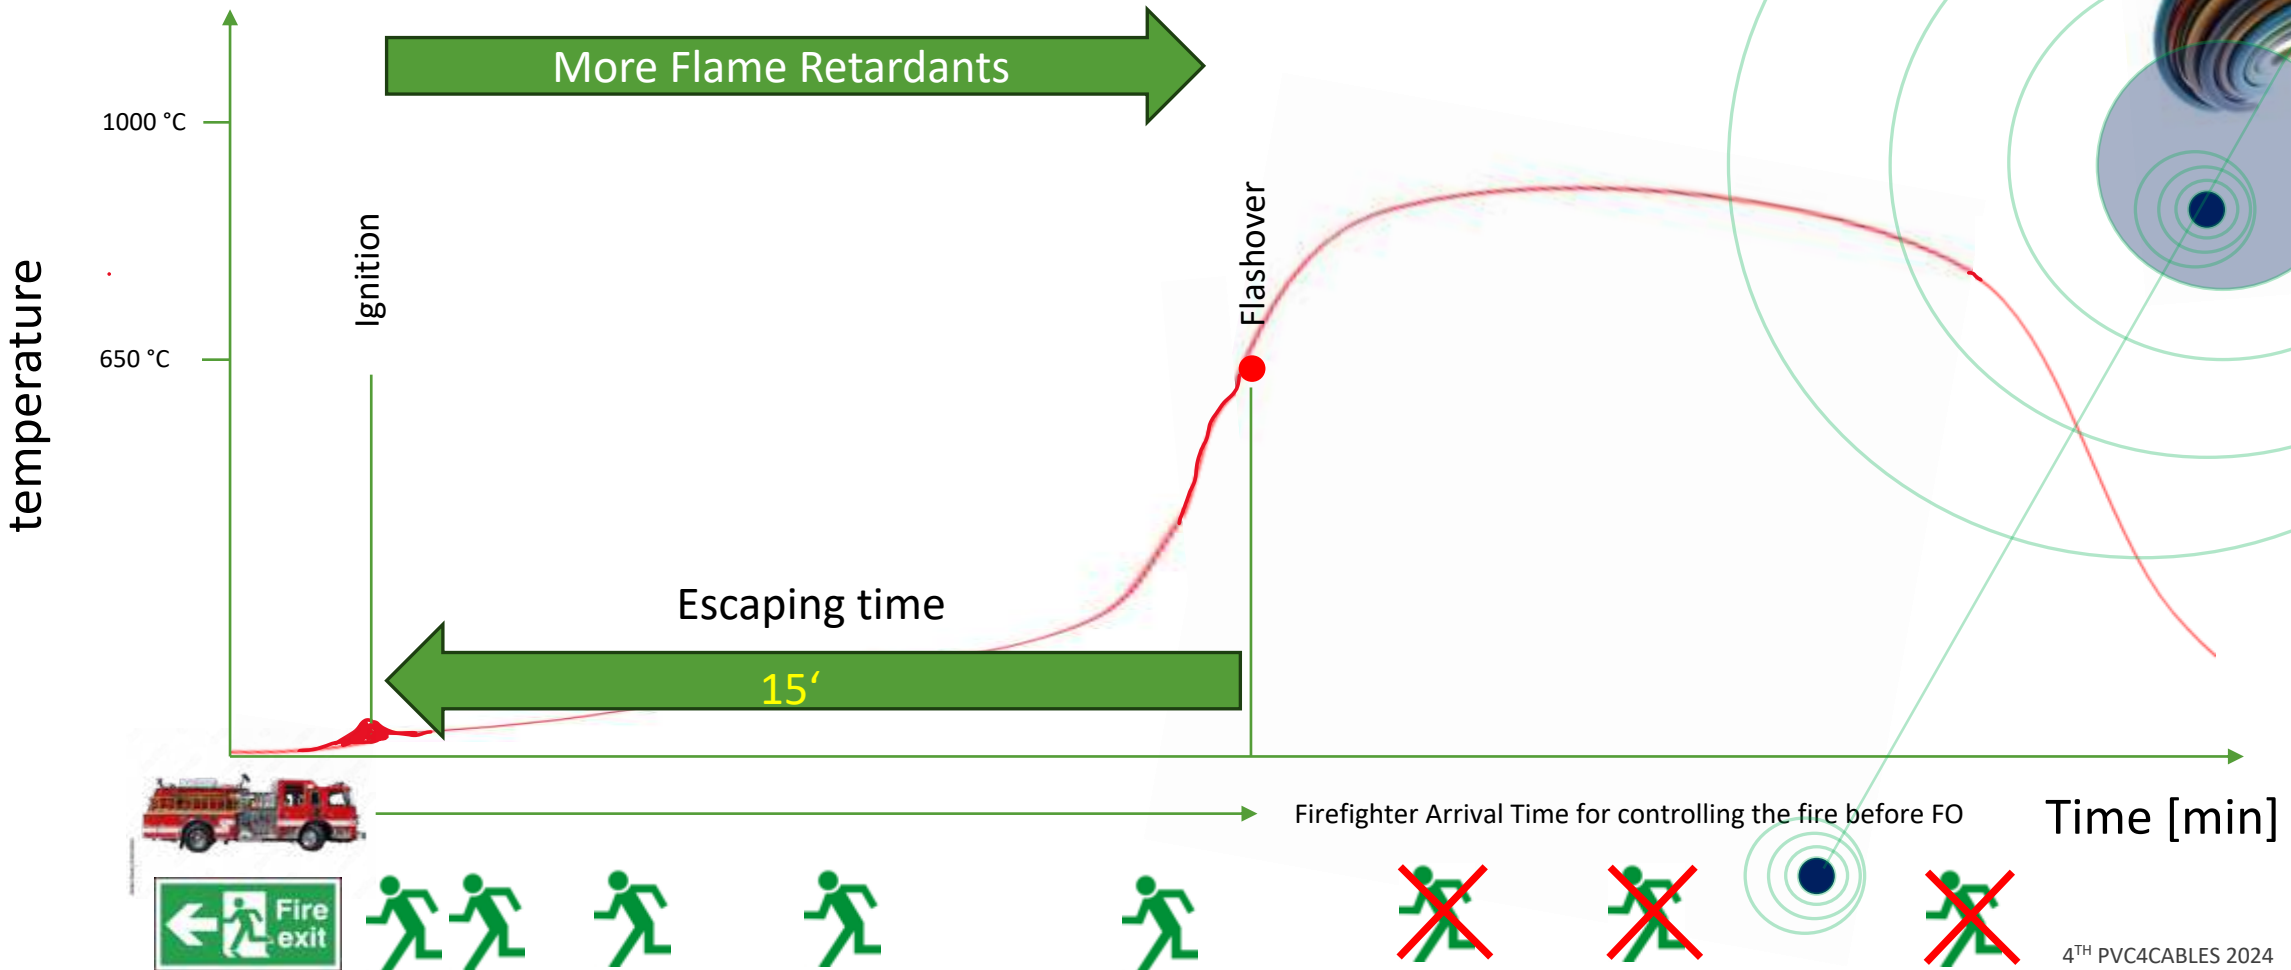 More Flame Retardants
1000 °C
Ignition
Flashover
temperature
650 °C
Escaping time
15‘
Firefighter Arrival Time for controlling the fire before FO
Time [min]
Fire
exit
4TH PVC4CABLES 2024